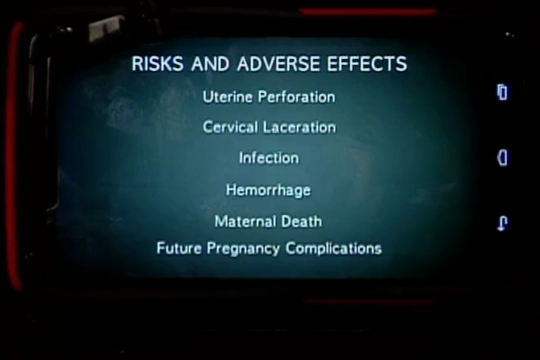 RISKS AND ADVERSE EFFECTS
Uterine Perforation
Cervical Laceration
Infection
Hemorrhage
Maternal Death
Future Pregnancy Complications